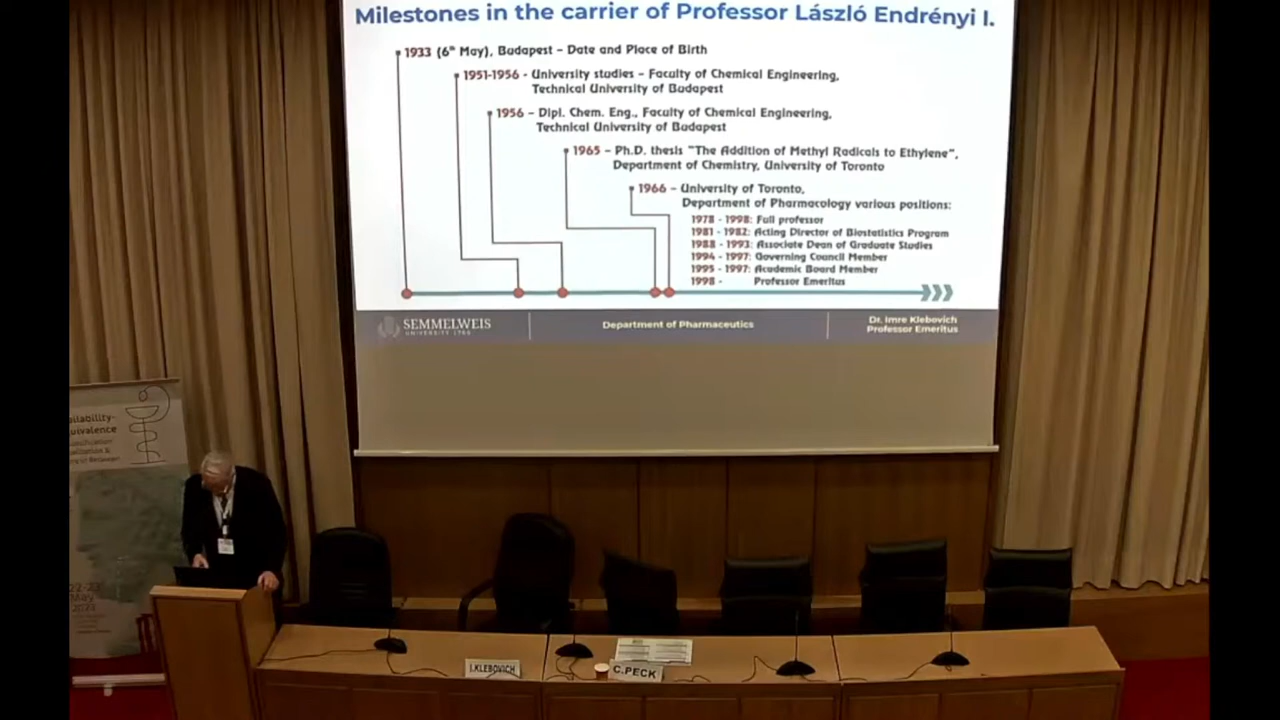 Milestones in the carrier of Professor László Endrényi I.
1933 (6th May), Budapest – Date and Place of Birth
1951-1956 - University studies – Faculty of Chemical Engineering,
Technical University of Budapest
1956 – Dipl. Chem. Eng., Faculty of Chemical Engineering,
Technical University of Budapest
1965 – Ph.D. thesis "The Addition of Methyl Radicals to Ethylene",
Department of Chemistry, University of Toronto
1966 – University of Toronto,
Department of Pharmacology various positions:
1978 - 1998: Full professor
1981 - 1982: Acting Director of Biostatistics Program
1988 - 1993: Associate Dean of Graduate Studies
1994 - 1997: Governing Council Member
1995 - 1997: Academic Board Member
1998 - Professor Emeritus
SEMMELWEIS
UNIVERSITY 1769
Department of Pharmaceutics
Dr. Imre Klebovich
Professor Emeritus
22-23
May
I.KLEBOVICH
C.PECK